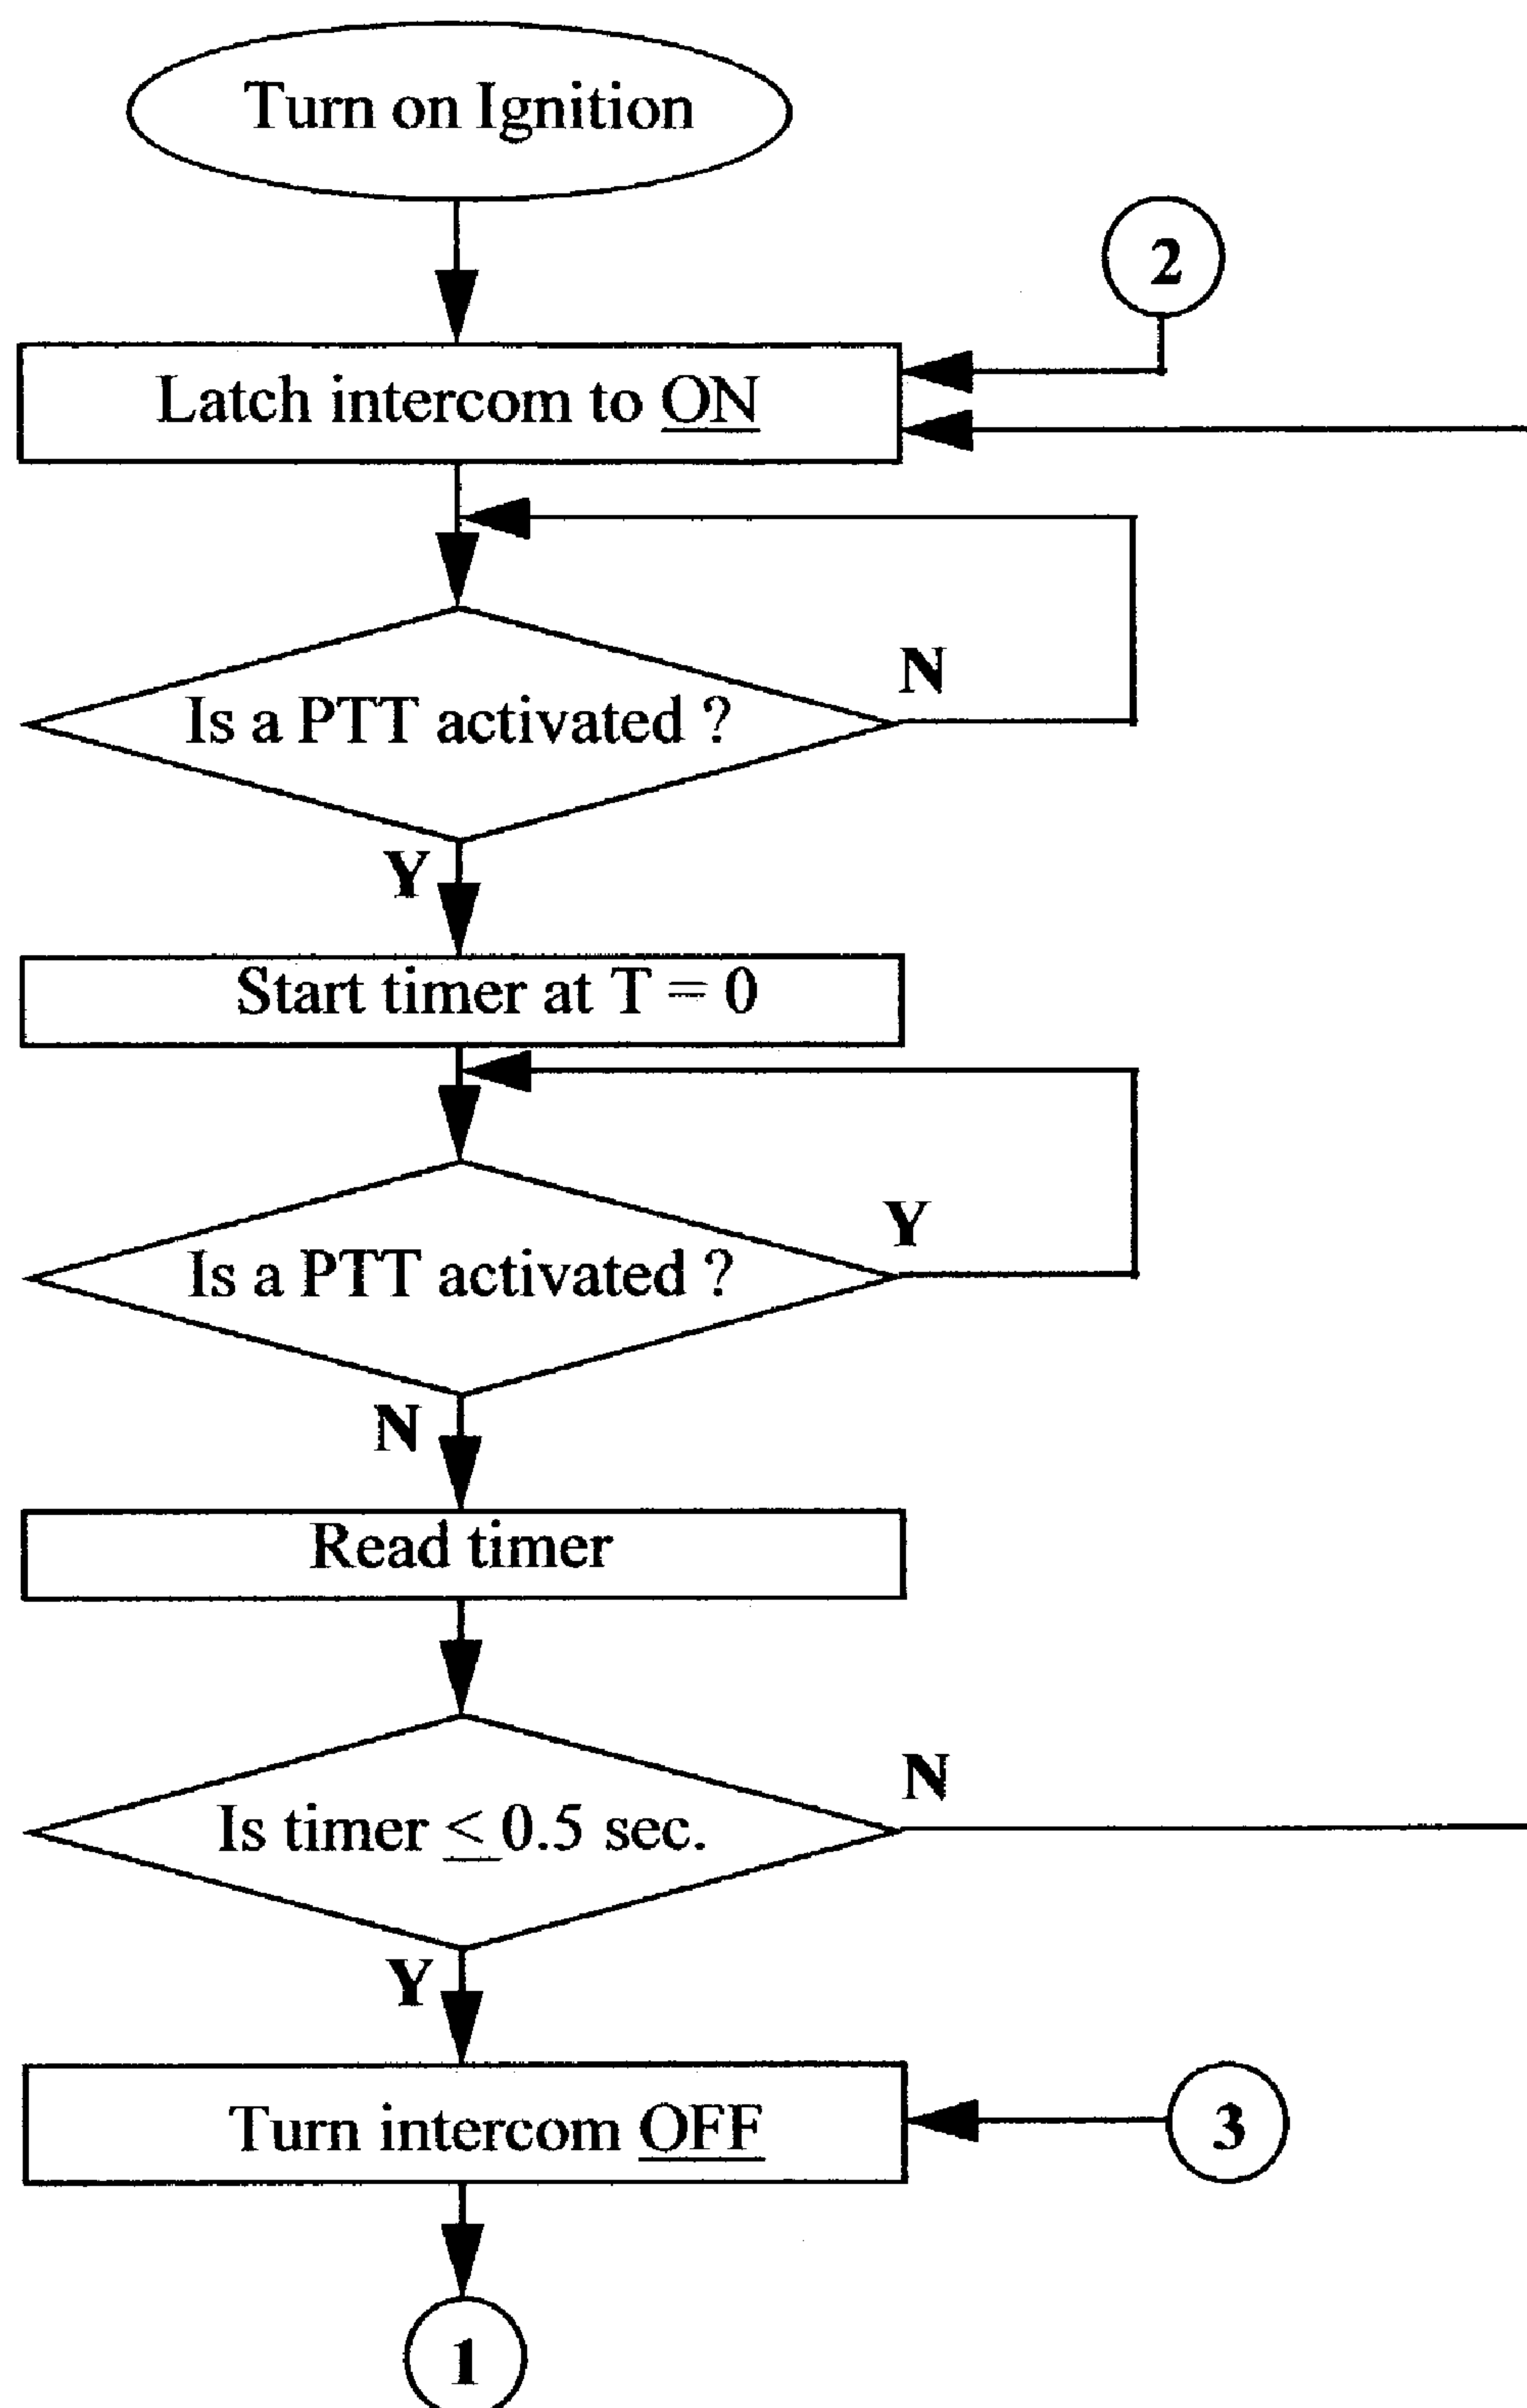 Turn on Ignition
2
Latch intercom to ON
N
Is a PTT activated ?
Y
Start timer at T = 0
Y
Is a PTT activated ?
N
Read timer
N
Is timer ≤ 0.5 sec.
Y
Turn intercom OFF
3
1